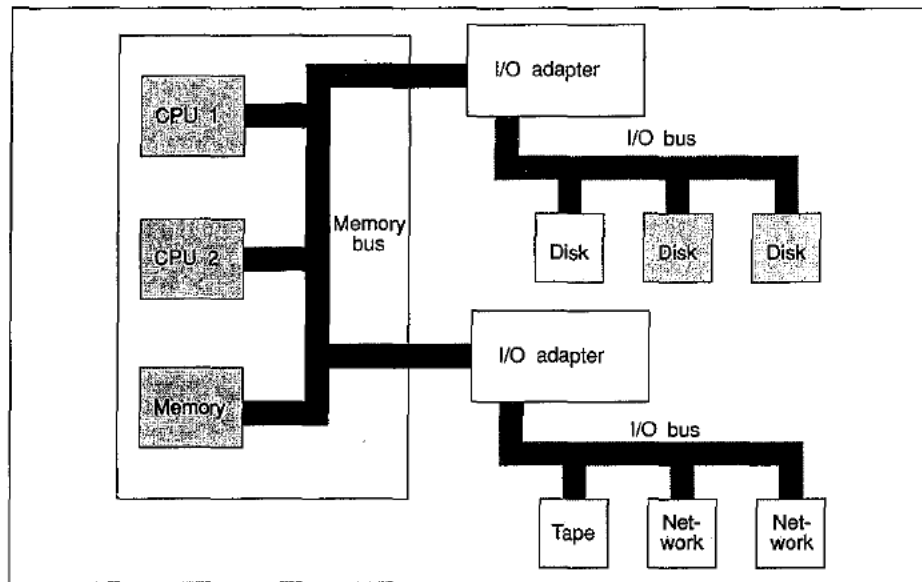 CPU 1
CPU 2
Memory
Memory
bus
I/O adapter
I/O bus
Disk
Disk
Disk
I/O adapter
I/O bus
Tape
Net-
work
Net-
work